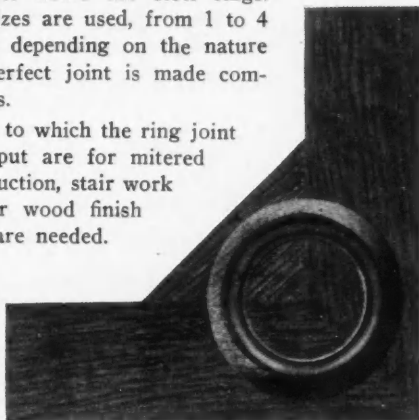 zes are used, from 1 to 4
depending on the nature
erfect joint is made com-
s.
to which the ring joint
put are for mitered
uction, stair work
r wood finish
are needed.